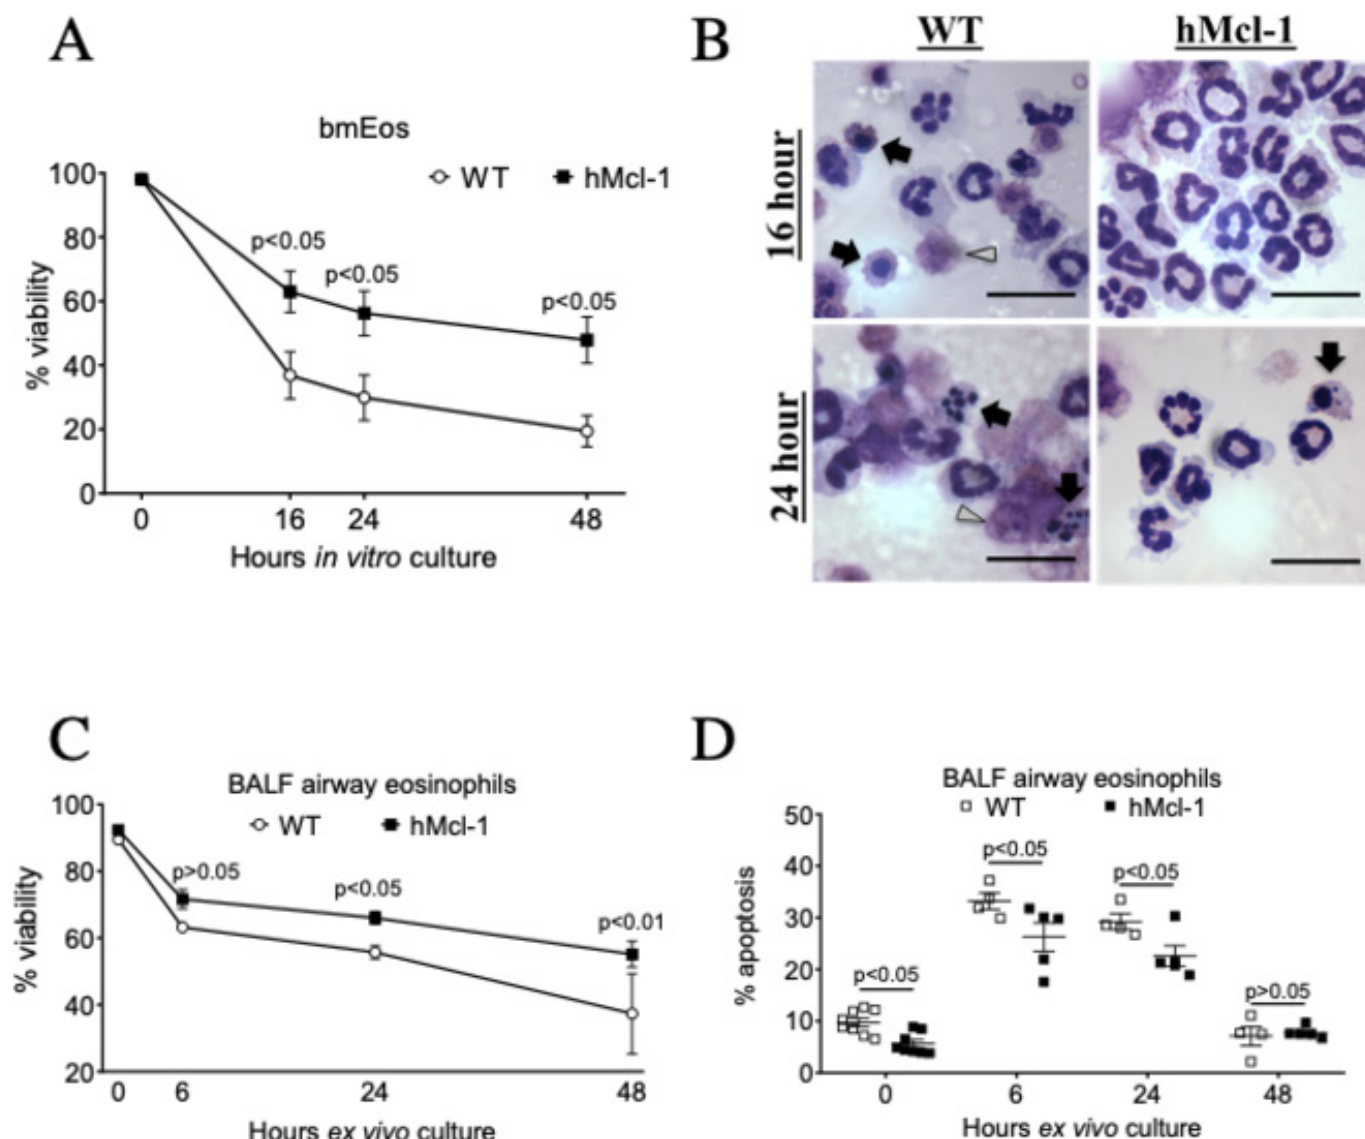 A
bmEos
WT hMcl-1
100
80
60
40
20
0
% viability
p<0.05
p<0.05
p<0.05
0 16 24 48
Hours in vitro culture
B
WT hMcl-1
16 hour
24 hour
C
BALF airway eosinophils
WT hMcl-1
100
80
60
40
20
% viability
p>0.05
p<0.05
p<0.01
0 6 24 48
Hours ex vivo culture
D
BALF airway eosinophils
WT hMcl-1
50
40
30
20
10
0
% apoptosis
p<0.05
p<0.05
p<0.05
p>0.05
0 6 24 48
Hours ex vivo culture